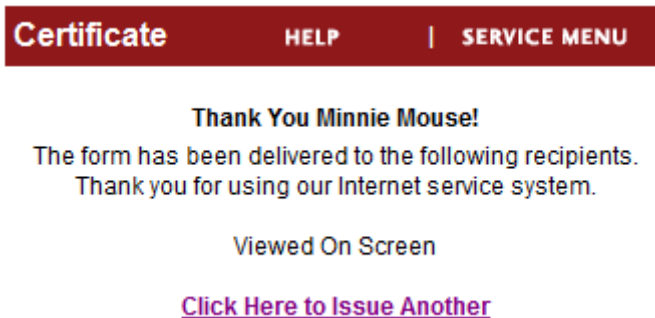 Certificate HELP | SERVICE MENU
Thank You Minnie Mouse!
The form has been delivered to the following recipients.
Thank you for using our Internet service system.
Viewed On Screen
Click Here to Issue Another